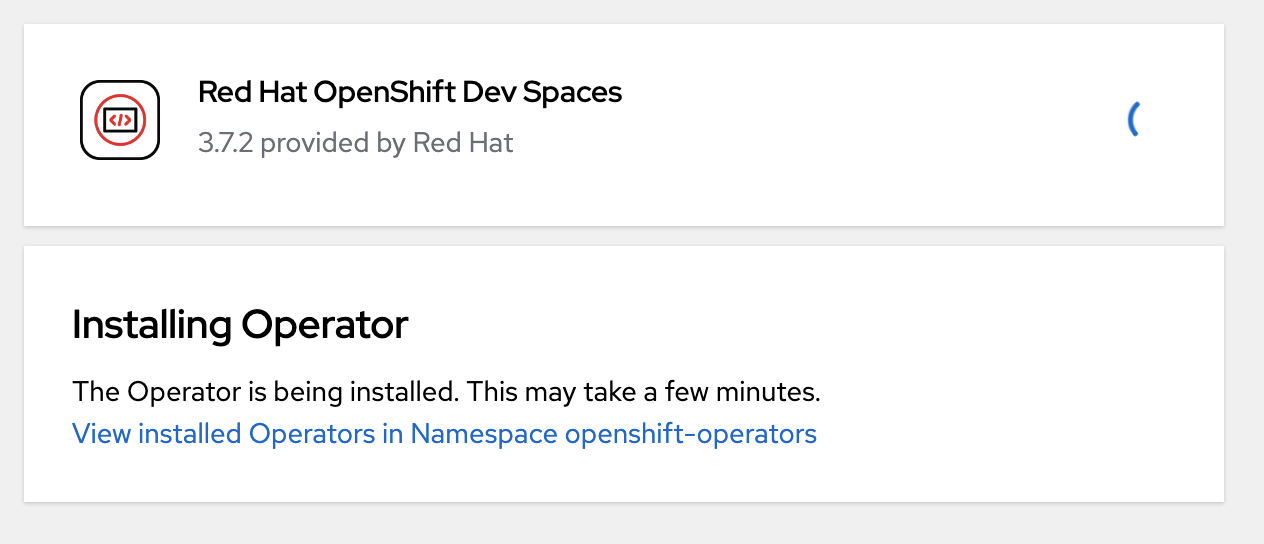 Red Hat OpenShift Dev Spaces
3.7.2 provided by Red Hat
Installing Operator
The Operator is being installed. This may take a few minutes.
View installed Operators in Namespace openshift-operators